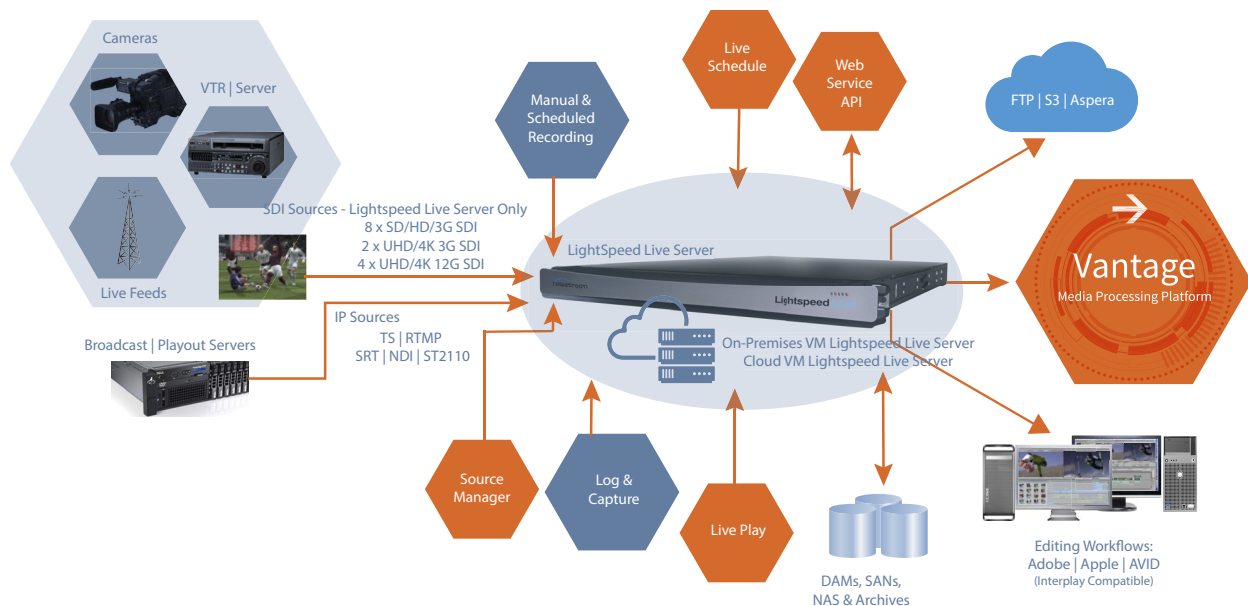 Cameras
VTR | Server
Live Feeds
SDI Sources - Lightspeed Live Server Only
8 x SD/HD/3G SDI
2 x UHD/4K 3G SDI
4 x UHD/4K 12G SDI
Broadcast | Playout Servers
IP Sources
TS | RTMP
SRT | NDI | ST2110
Manual &
Scheduled
Recording
Live
Schedule
Web
Service
API
FTP | S3 | Aspera
LightSpeed Live Server
telestream
Lightspeed
On-Premises VM Lightspeed Live Server
Cloud VM Lightspeed Live Server
Vantage
Media Processing Platform
Source
Manager
Log &
Capture
Live Play
DAMs, SANs,
NAS & Archives
Editing Workflows:
Adobe | Apple | AVID
(Interplay Compatible)